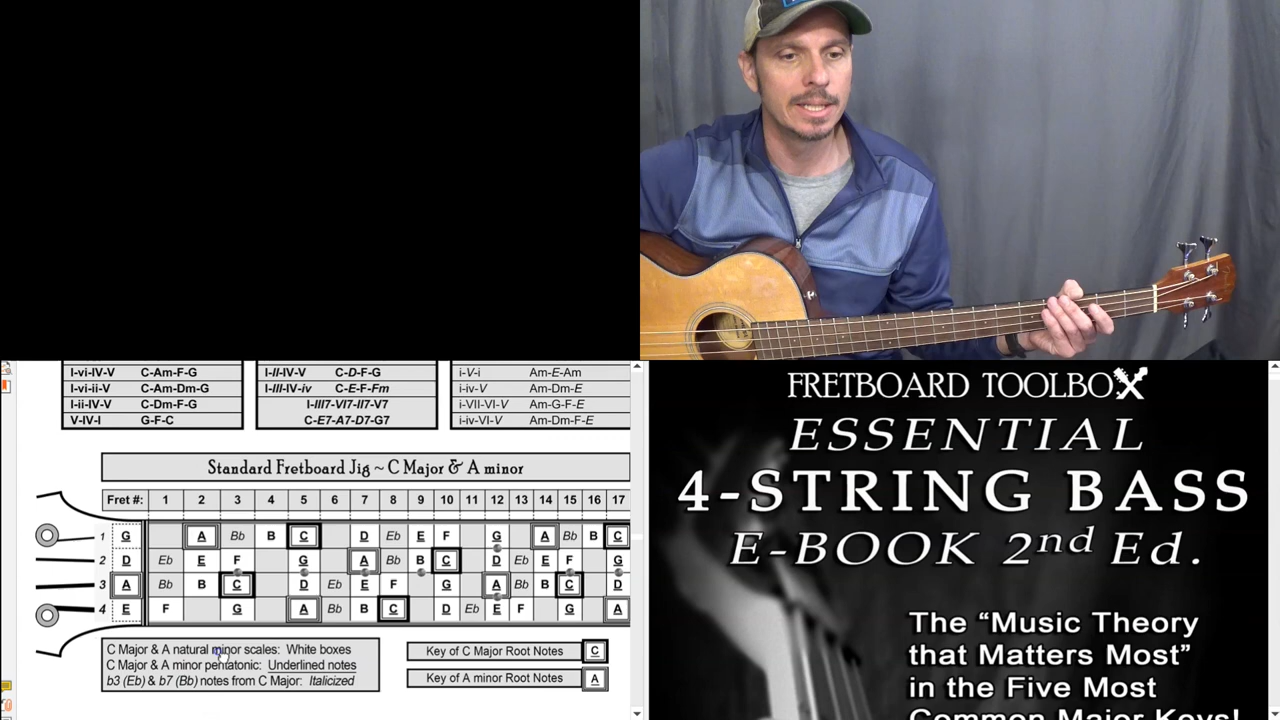 I-vi-IV-V C-Am-F-G
I-vi-ii-V C-Am-Dm-G
I-ii-IV-V C-Dm-F-G
V-IV-I G-F-C
I-II-IV-V C-D-F-G
I-III-IV-iv C-E-F-Fm
I-III7-VI7-II7-V7
C-E7-A7-D7-G7
i-V-i Am-E-Am
i-iv-V Am-Dm-E
i-VII-VI-V Am-G-F-E
i-iv-VI-V Am-Dm-F-E
Standard Fretboard Jig ~ C Major & A minor
Fret #: 1 2 3 4 5 6 7 8 9 10 11 12 13 14 15 16 17
1 G A Bb B C D Eb E F G A Bb B C
2 D Eb E F G A Bb C D Eb E F G
3 A Bb B C D Eb E F G A Bb B C D
4 E F G A Bb B C D Eb E F G A
C Major & A natural minor scales: White boxes
C Major & A minor pentatonic: Underlined notes
b3 (Eb) & b7 (Bb) notes from C Major: Italicized
Key of C Major Root Notes C
Key of A minor Root Notes A
FRETBOARD TOOLBOX
ESSENTIAL
4-STRING BASS
E-BOOK 2nd Ed.
The “Music Theory
that Matters Most”
in the Five Most
Common Major Keys!